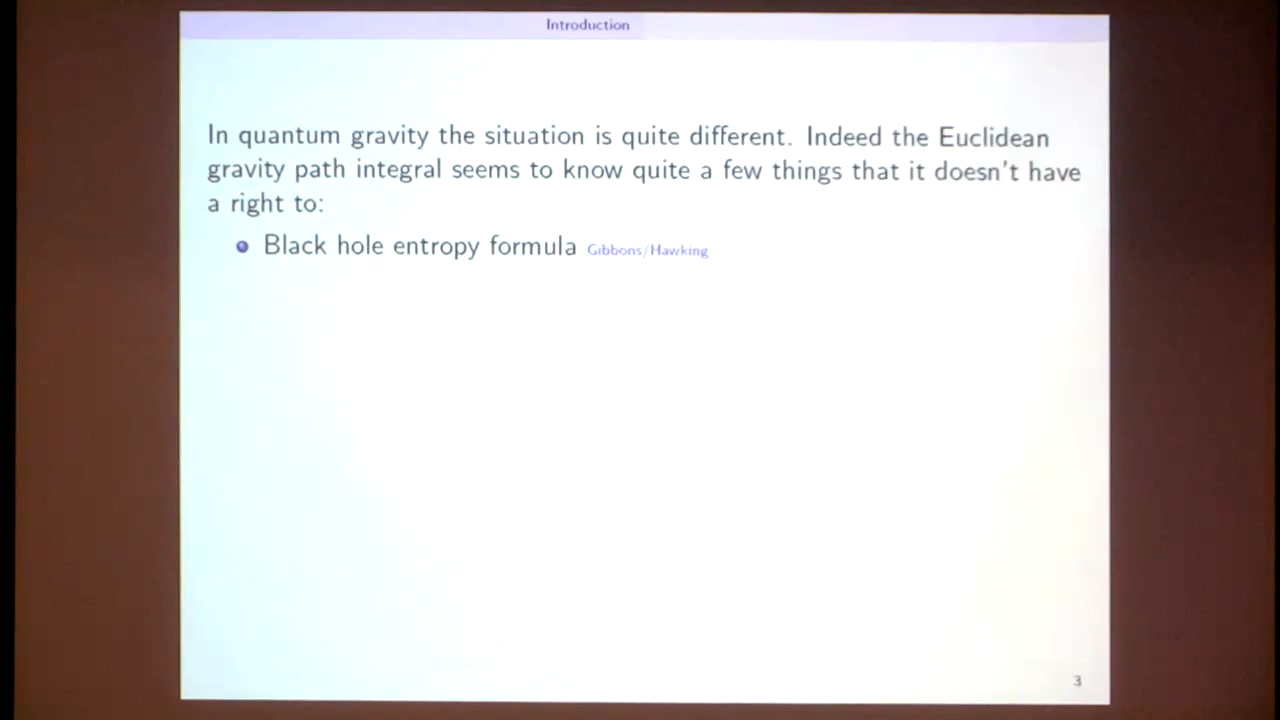 Introduction
In quantum gravity the situation is quite different. Indeed the Euclidean
gravity path integral seems to know quite a few things that it doesn't have
a right to:
Black hole entropy formula Gibbons/Hawking
3